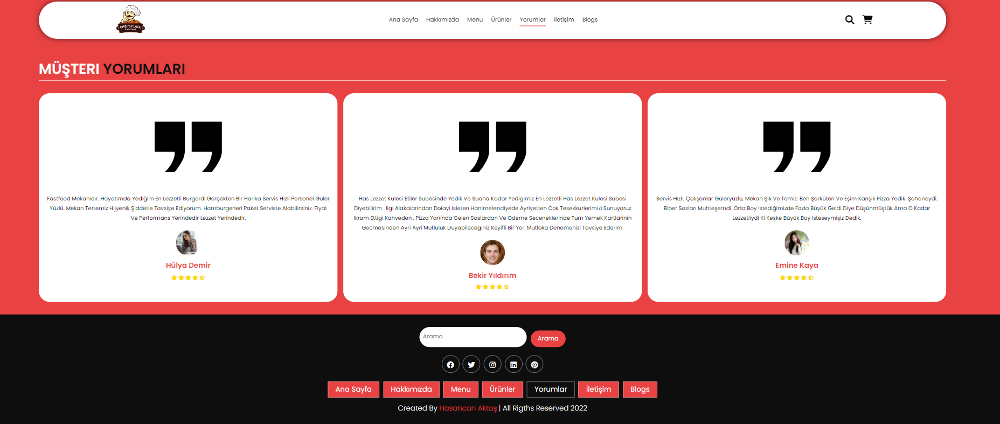 CHEF'S PLACE
Good food
Ana Sayfa Hakkımızda Menu Ürünler Yorumlar İletişim Blogs
MÜŞTERI YORUMLARI
Fastfood Mekanıdır. Hayatımda Yediğim En Lezzetli Burgerdi Gerçekten Bir Harika Servis Hızlı Personel Güler
Yüzlü. Mekan Tertemiz Hijyenik Şiddetle Tavsiye Ediyorum. Hamburgerleri Paket Serviste Alabilirsiniz. Fiyat
Ve Performans Yerindedir Lezzet Yerindedir.
Hülya Demir
Has Lezzet Kulesi Etiler Subesinde Yedik Ve Suana Kadar Yedigimiz En Lezzetli Has Lezzet Kulesi Subesi
Diyebilirim . İlgi Alakalarindan Dolayi Isleten Hanimefendiyede Ayriyetten Cok Tesekkurlerimizi Sunuyoruz
Ikram Ettigi Kahveden , Pizza Yaninda Gelen Soslardan Ve Odeme Seceneklerinde Tum Yemek Kartlarinin
Gecmesinden Ayri Ayri Mutluluk Duyabileceginiz Keyifli Bir Yer. Mutlaka Denemenizi Tavsiye Ederim.
Bekir Yıldırım
Servis Hızlı, Çalışanlar Güleryüzlü, Mekan Şık Ve Temiz. Ben Şarküteri Ve Eşim Karışık Pizza Yedik. Şahaneydi.
Biber Sosları Muhteşemdi. Orta Boy Istediğimizde Fazla Büyük Geldi Diye Düşünmüştük Ama O Kadar
Lezzetliydi Ki Keşke Büyük Boy Isteseymişiz Dedik.
Emine Kaya
Arama Arama
Ana Sayfa Hakkımızda Menu Ürünler Yorumlar İletişim Blogs
Created By Hasancan Aktaş | All Rigths Reserved 2022